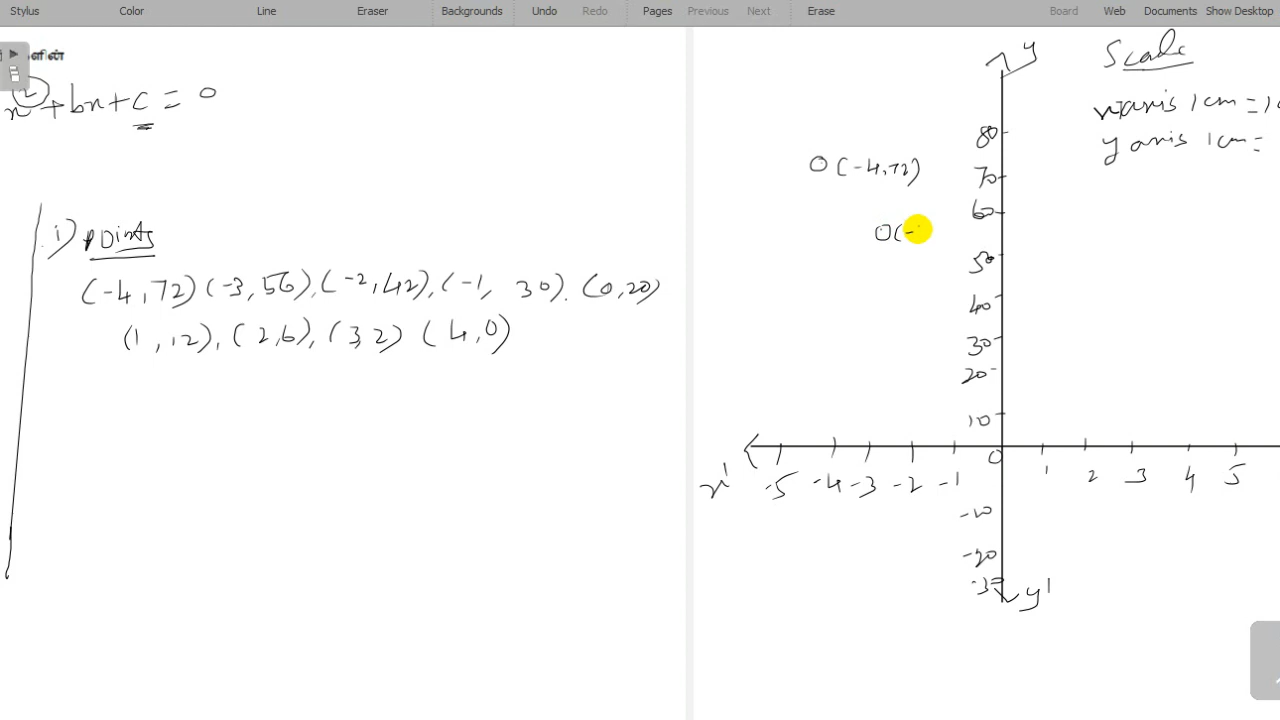 Stylus Color Line Eraser Backgrounds Undo Redo Pages Previous Next Erase Board Web Documents Show Desktop
ளின்
x²+bx+c = 0
i) points
(-4,72) (-3,56), (-2,42), (-1, 30). (0,20)
(1,12), (2,6), (3,2) (4,0)
y
Scale
x axis 1cm = 1c
y axis 1cm =
80
(-4,72)
70
60
(-
50
40
30
20
10
0
x' -5 -4 -3 -2 -1 1 2 3 4 5
-10
-20
-30
y'